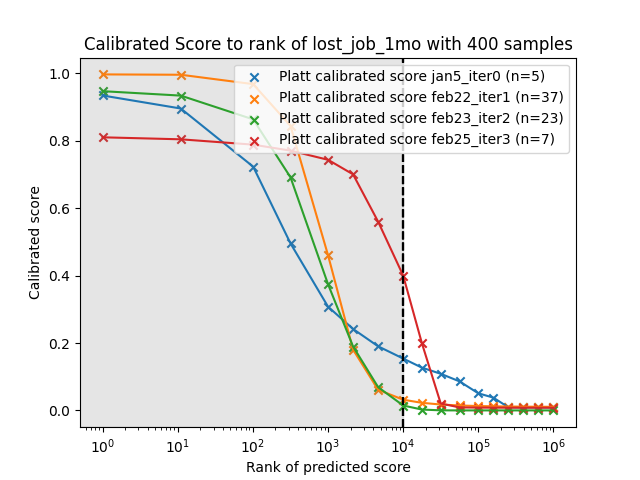 Calibrated Score to rank of lost_job_1mo with 400 samples
Platt calibrated score jan5_iter0 (n=5)
Platt calibrated score feb22_iter1 (n=37)
Platt calibrated score feb23_iter2 (n=23)
Platt calibrated score feb25_iter3 (n=7)
Calibrated score
1.0
0.8
0.6
0.4
0.2
0.0
10⁰ 10¹ 10² 10³ 10⁴ 10⁵ 10⁶
Rank of predicted score